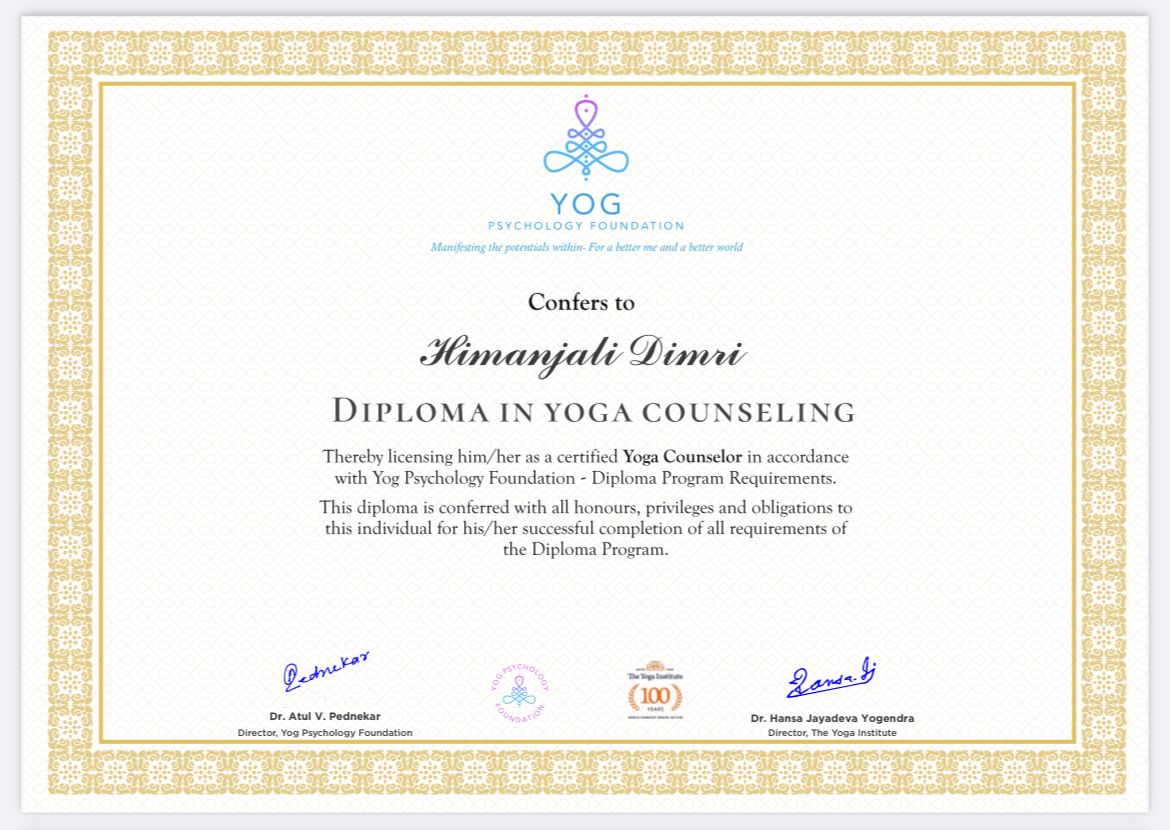 YOG
PSYCHOLOGY FOUNDATION
Manifesting the potentials within- For a better me and a better world
Confers to
Himanjali Dimri
DIPLOMA IN YOGA COUNSELING
Thereby licensing him/her as a certified Yoga Counselor in accordance
with Yog Psychology Foundation - Diploma Program Requirements.
This diploma is conferred with all honours, privileges and obligations to
this individual for his/her successful completion of all requirements of
the Diploma Program.
Pednekar
Dr. Atul V. Pednekar
Director, Yog Psychology Foundation
YOG PSYCHOLOGY
FOUNDATION
The Yoga Institute
100
YEARS
Dr. Hansa Jayadeva Yogendra
Director, The Yoga Institute